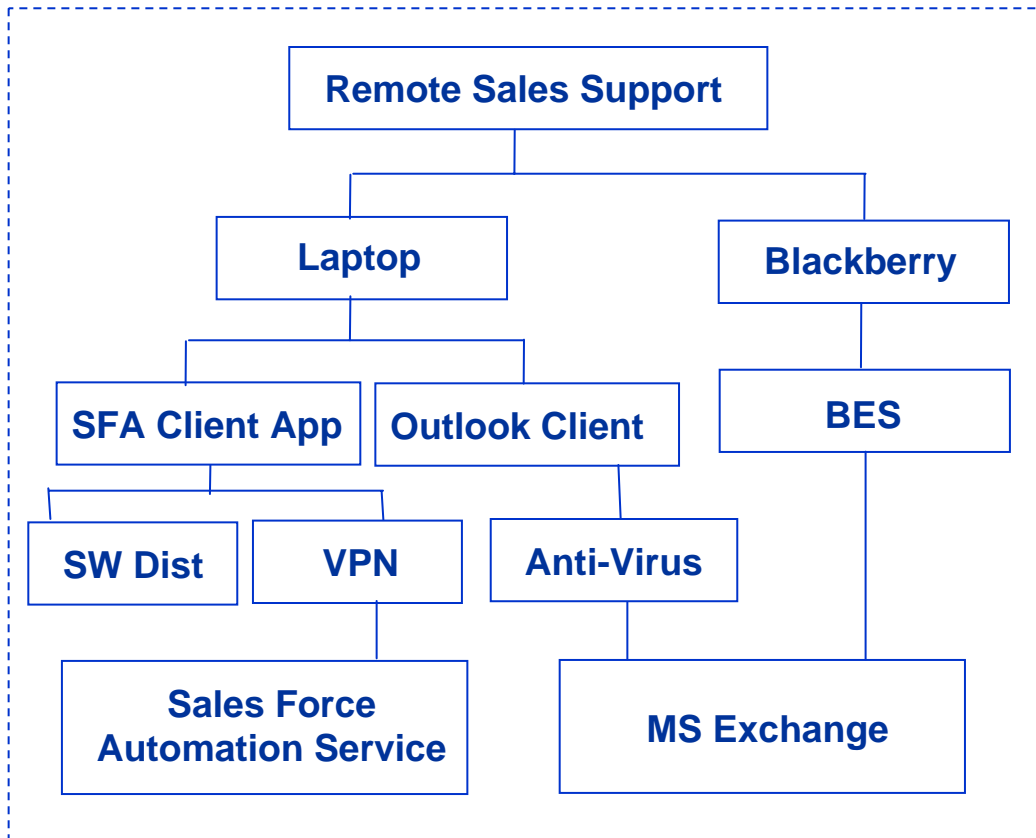 Remote Sales Support
Laptop
Blackberry
SFA Client App
Outlook Client
BES
SW Dist
VPN
Anti-Virus
Sales Force
Automation Service
MS Exchange